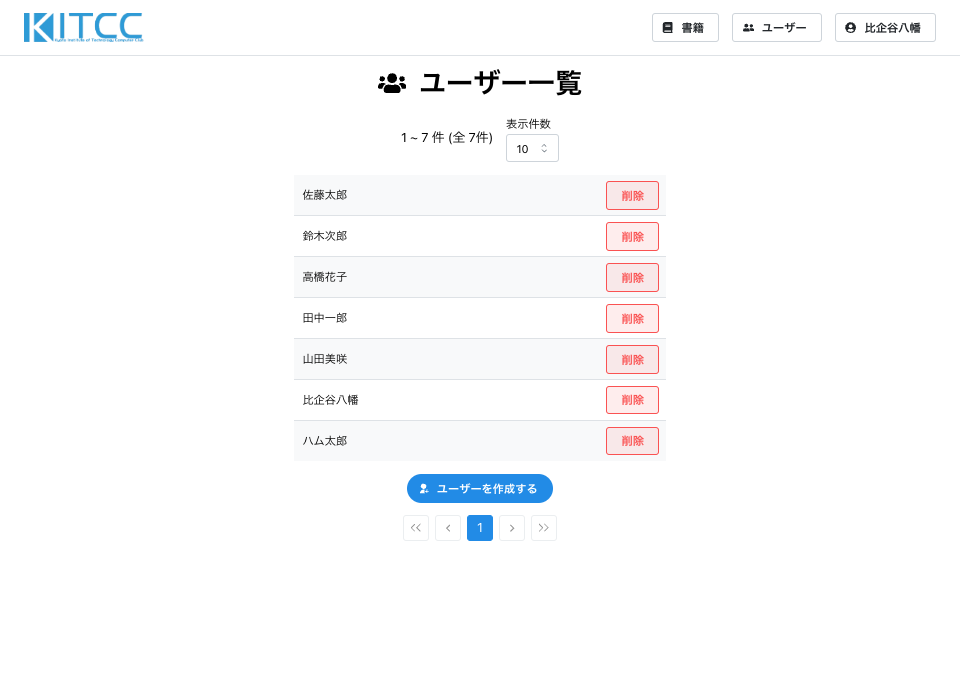 KITCC
Kyoto Institute of Technology Computer Club
書籍
ユーザー
比企谷八幡
ユーザー一覧
1 ~ 7 件 (全 7件)
表示件数
10
佐藤太郎 削除
鈴木次郎 削除
高橋花子 削除
田中一郎 削除
山田美咲 削除
比企谷八幡 削除
ハム太郎 削除
ユーザーを作成する
1